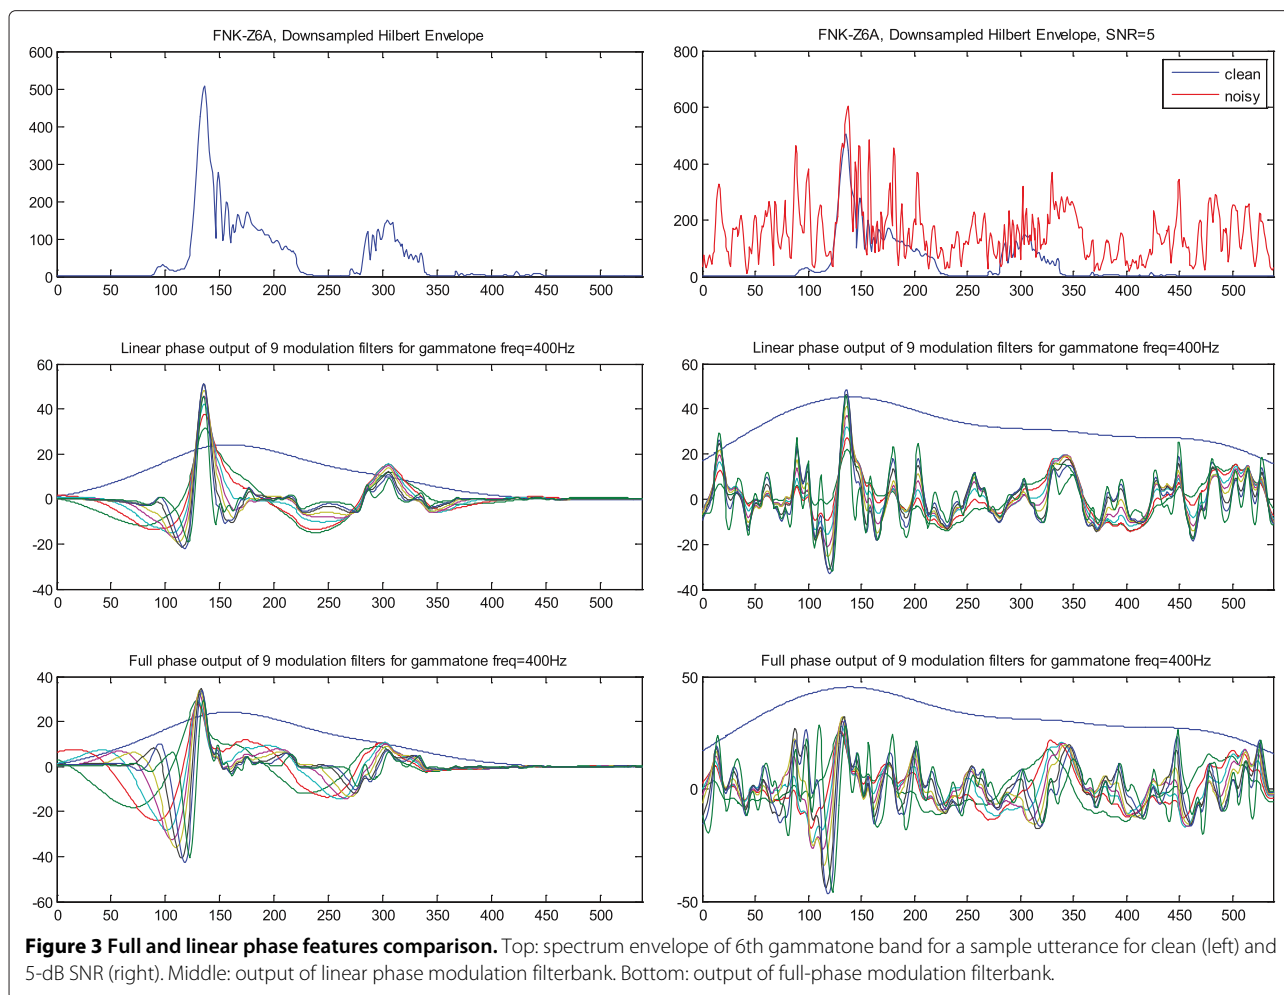 FNK-Z6A, Downsampled Hilbert Envelope
600
500
400
300
200
100
0
0 50 100 150 200 250 300 350 400 450 500
FNK-Z6A, Downsampled Hilbert Envelope, SNR=5
800
600
400
200
0
clean
noisy
0 50 100 150 200 250 300 350 400 450 500
Linear phase output of 9 modulation filters for gammatone freq=400Hz
60
40
20
0
-20
-40
0 50 100 150 200 250 300 350 400 450 500
Linear phase output of 9 modulation filters for gammatone freq=400Hz
60
40
20
0
-20
-40
0 50 100 150 200 250 300 350 400 450 500
Full phase output of 9 modulation filters for gammatone freq=400Hz
40
20
0
-20
-40
-60
0 50 100 150 200 250 300 350 400 450 500
Full phase output of 9 modulation filters for gammatone freq=400Hz
50
0
-50
0 50 100 150 200 250 300 350 400 450 500
Figure 3 Full and linear phase features comparison. Top: spectrum envelope of 6th gammatone band for a sample utterance for clean (left) and
5-dB SNR (right). Middle: output of linear phase modulation filterbank. Bottom: output of full-phase modulation filterbank.